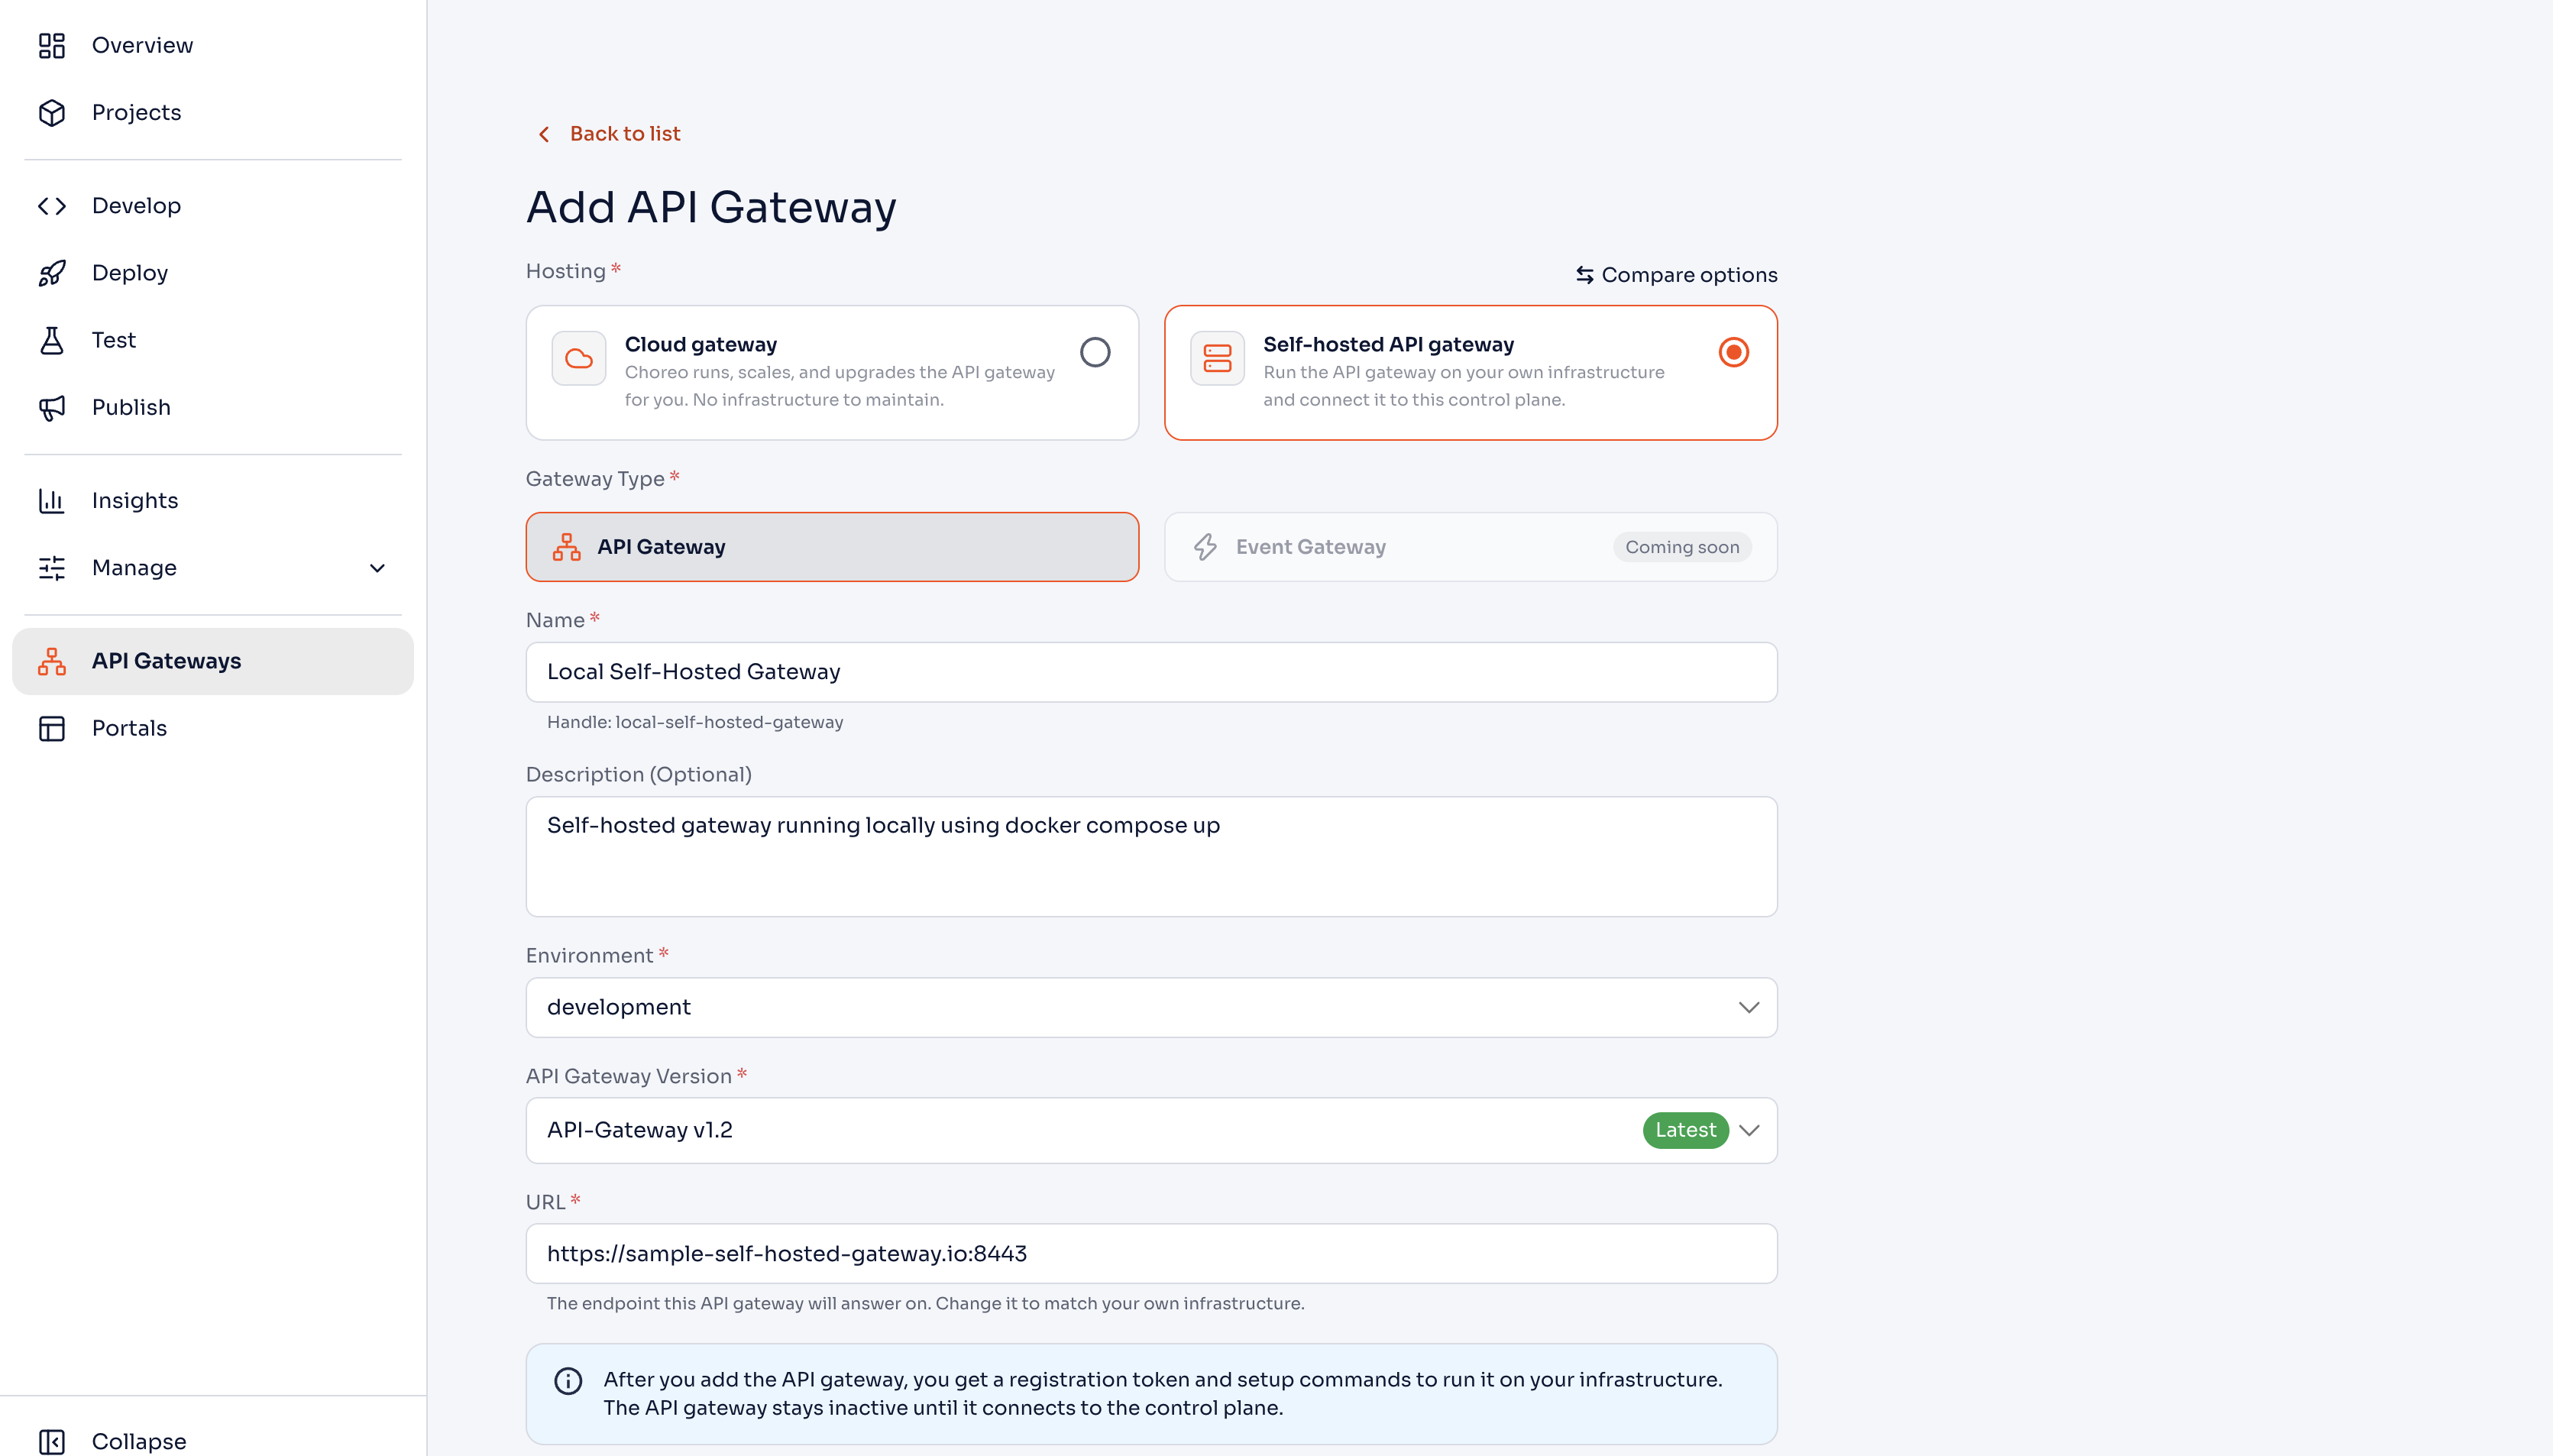 Overview
Projects
Develop
Deploy
Test
Publish
Insights
Manage
API Gateways
Portals
Collapse
Back to list
Add API Gateway
Hosting *
Compare options
Cloud gateway
Choreo runs, scales, and upgrades the API gateway
for you. No infrastructure to maintain.
Self-hosted API gateway
Run the API gateway on your own infrastructure
and connect it to this control plane.
Gateway Type *
API Gateway
Event Gateway
Coming soon
Name *
Local Self-Hosted Gateway
Handle: local-self-hosted-gateway
Description (Optional)
Self-hosted gateway running locally using docker compose up
Environment *
development
API Gateway Version *
API-Gateway v1.2
Latest
URL *
https://sample-self-hosted-gateway.io:8443
The endpoint this API gateway will answer on. Change it to match your own infrastructure.
After you add the API gateway, you get a registration token and setup commands to run it on your infrastructure.
The API gateway stays inactive until it connects to the control plane.